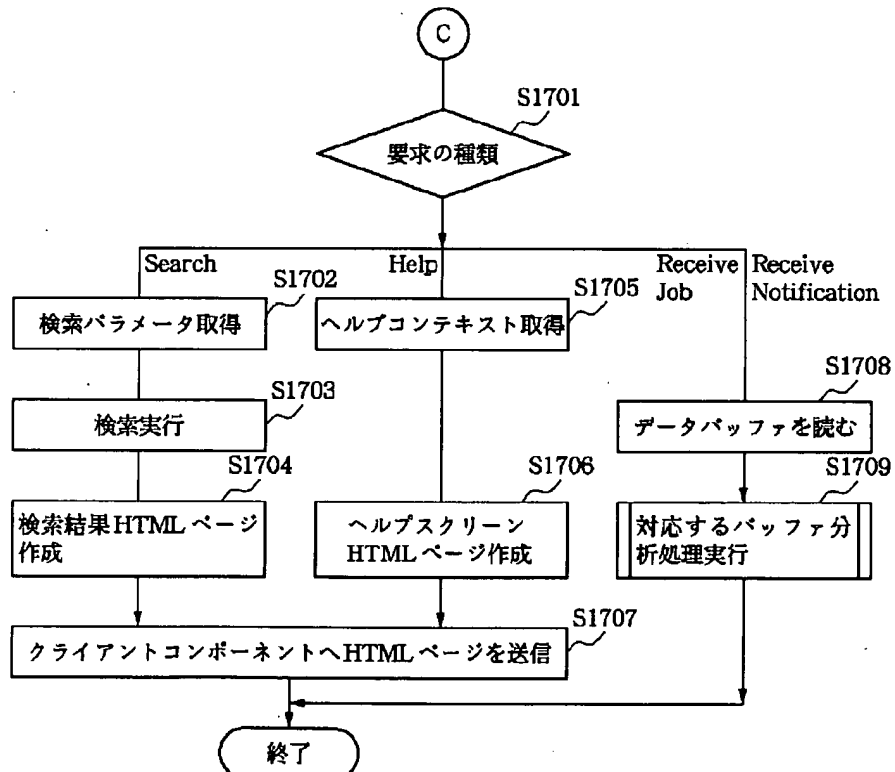 C
S1701
要求の種類
Search
Help
Receive
Job
Receive
Notification
S1702
検索パラメータ取得
S1705
ヘルプコンテキスト取得
S1703
検索実行
S1708
データバッファを読む
S1704
検索結果HTMLページ
作成
S1706
ヘルプスクリーン
HTMLページ作成
S1709
対応するバッファ分
析処理実行
S1707
クライアントコンポーネントへHTMLページを送信
終了